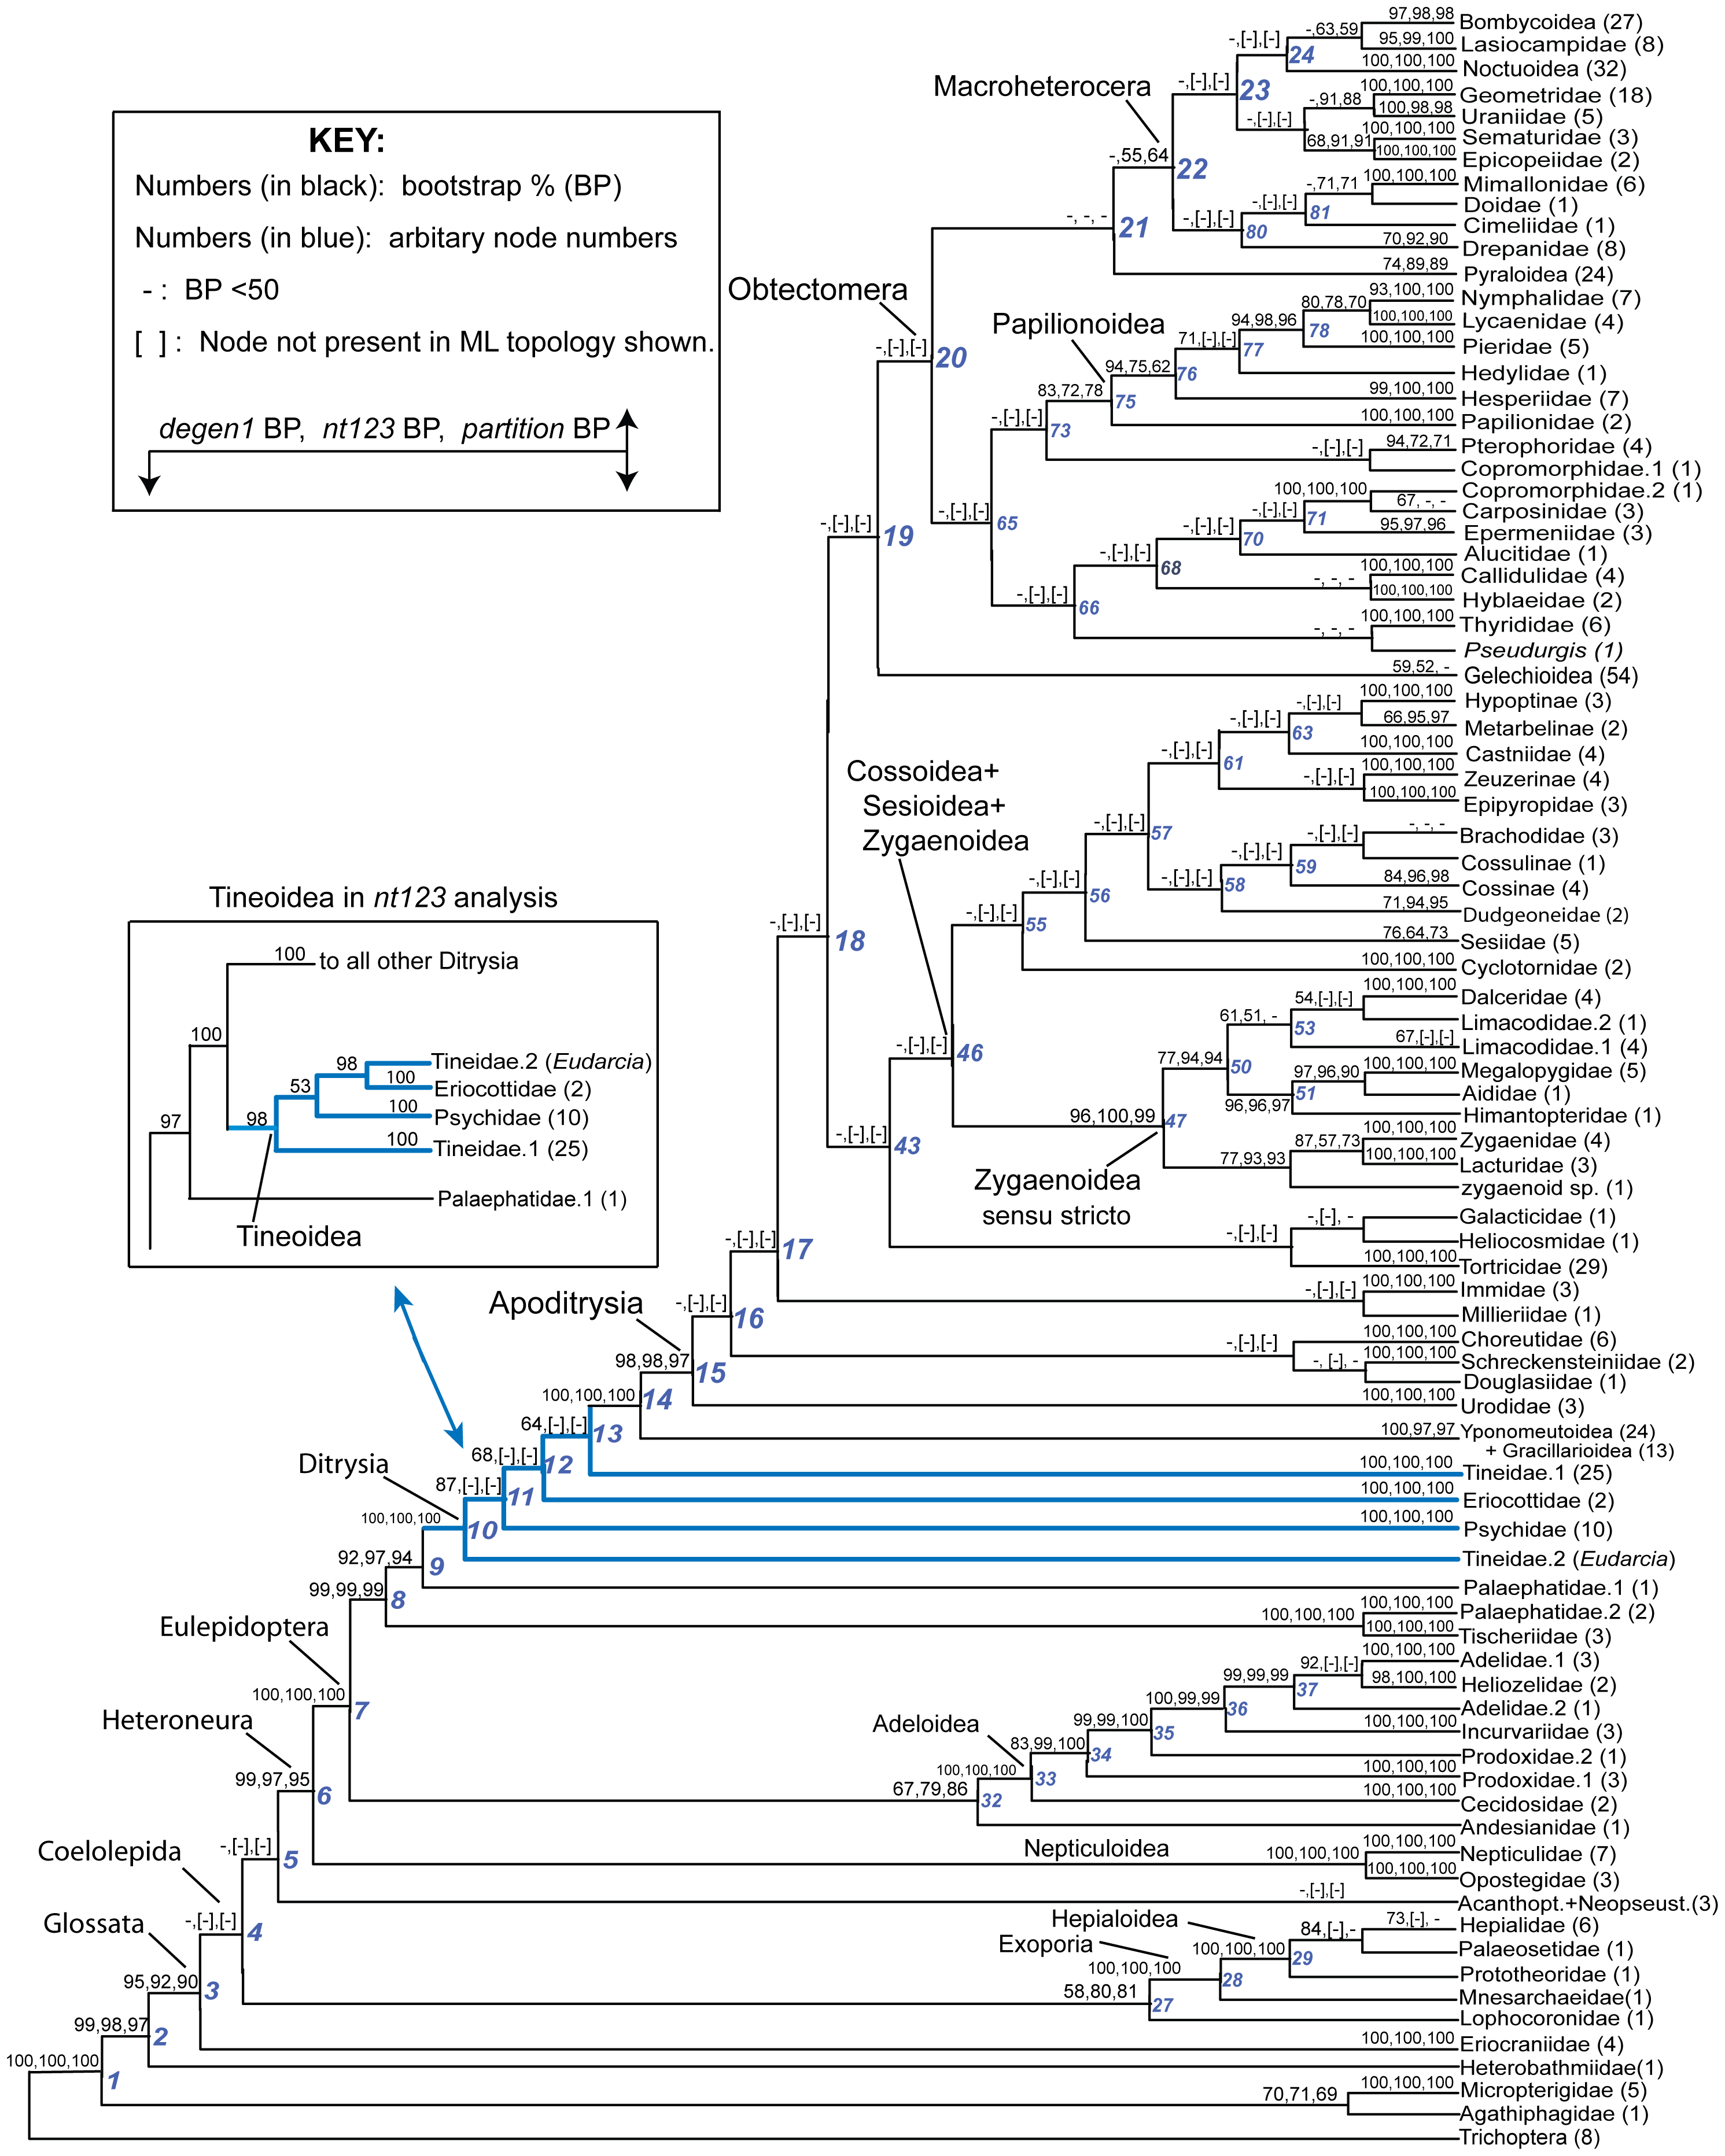 KEY:
Numbers (in black): bootstrap % (BP)
Numbers (in blue): arbitary node numbers
- : BP <50
[ ] : Node not present in ML topology shown.
degen1 BP, nt123 BP, partition BP
Tineoidea in nt123 analysis
100
to all other Ditrysia
100
98
Tineidae.2 (Eudarcia)
53
100
Eriocottidae (2)
97
98
100
Psychidae (10)
100
Tineidae.1 (25)
Palaephatidae.1 (1)
Tineoidea
97,98,98
Bombycoidea (27)
-,63,59
95,99,100
Lasiocampidae (8)
-,[-],[-]
24
100,100,100
Noctuoidea (32)
Macroheterocera
-,[-],[-]
23
100,100,100
Geometridae (18)
-,91,88
100,98,98
Uraniidae (5)
-,[-],[-]
100,100,100
Sematuridae (3)
68,91,91
100,100,100
Epicopeiidae (2)
-,55,64
22
100,100,100
Mimallonidae (6)
-,71,71
Doidae (1)
-,[-],[-]
81
Cimeliidae (1)
-,[-],[-]
80
70,92,90
Drepanidae (8)
-, -, -
21
74,89,89
Pyraloidea (24)
Obtectomera
93,100,100
Nymphalidae (7)
80,78,70
100,100,100
Lycaenidae (4)
Papilionoidea
94,98,96
78
100,100,100
Pieridae (5)
71,[-],[-]
77
Hedylidae (1)
94,75,62
76
99,100,100
Hesperiidae (7)
83,72,78
75
100,100,100
Papilionidae (2)
-,[-],[-]
20
-,[-],[-]
73
94,72,71
Pterophoridae (4)
-,[-],[-]
Copromorphidae.1 (1)
100,100,100
Copromorphidae.2 (1)
67, -, -
Carposinidae (3)
-,[-],[-]
71
95,97,96
Epermeniidae (3)
-,[-],[-]
70
Alucitidae (1)
-,[-],[-]
65
-,[-],[-]
68
100,100,100
Callidulidae (4)
-, -, -
100,100,100
Hyblaeidae (2)
-,[-],[-]
66
100,100,100
Thyrididae (6)
-, -, -
Pseudurgis (1)
-,[-],[-]
19
59,52, -
Gelechioidea (54)
100,100,100
Hypoptinae (3)
-,[-],[-]
66,95,97
Metarbelinae (2)
-,[-],[-]
63
100,100,100
Castniidae (4)
-,[-],[-]
61
100,100,100
Zeuzerinae (4)
-,[-],[-]
100,100,100
Epipyropidae (3)
Cossoidea+
Sesioidea+
Zygaenoidea
-,[-],[-]
57
-, -, -
Brachodidae (3)
-,[-],[-]
Cossulinae (1)
-,[-],[-]
59
84,96,98
Cossinae (4)
-,[-],[-]
58
71,94,95
Dudgeoneidae (2)
-,[-],[-]
56
76,64,73
Sesiidae (5)
-,[-],[-]
55
100,100,100
Cyclotornidae (2)
-,[-],[-]
18
100,100,100
Dalceridae (4)
54,[-],[-]
Limacodidae.2 (1)
61,51, -
53
67,[-],[-]
Limacodidae.1 (4)
-,[-],[-]
46
77,94,94
50
100,100,100
Megalopygidae (5)
97,96,90
Aididae (1)
51
96,96,97
Himantopteridae (1)
96,100,99
47
100,100,100
Zygaenidae (4)
87,57,73
100,100,100
Lacturidae (3)
77,93,93
zygaenoid sp. (1)
Zygaenoidea
sensu stricto
-,[-],[-]
43
-,[-], -
Galacticidae (1)
-,[-],[-]
Heliocosmidae (1)
100,100,100
Tortricidae (29)
-,[-],[-]
17
100,100,100
Immidae (3)
-,[-],[-]
Millieriidae (1)
Apoditrysia
-,[-],[-]
16
100,100,100
Choreutidae (6)
-,[-],[-]
100,100,100
Schreckensteiniidae (2)
-, [-], -
Douglasiidae (1)
98,98,97
15
100,100,100
Urodidae (3)
100,100,100
14
100,97,97
Yponomeutoidea (24)
+ Gracillarioidea (13)
64,[-],[-]
13
100,100,100
Tineidae.1 (25)
68,[-],[-]
12
100,100,100
Eriocottidae (2)
Ditrysia
87,[-],[-]
11
100,100,100
Psychidae (10)
100,100,100
10
Tineidae.2 (Eudarcia)
92,97,94
9
Palaephatidae.1 (1)
99,99,99
8
100,100,100
100,100,100
Palaephatidae.2 (2)
100,100,100
Tischeriidae (3)
Eulepidoptera
100,100,100
Adelidae.1 (3)
92,[-],[-]
98,100,100
Heliozelidae (2)
99,99,99
37
Adelidae.2 (1)
100,99,99
36
100,100,100
Incurvariidae (3)
99,99,100
35
Prodoxidae.2 (1)
Adeloidea
83,99,100
34
100,100,100
Prodoxidae.1 (3)
100,100,100
33
100,100,100
Cecidosidae (2)
67,79,86
32
Andesianidae (1)
100,100,100
7
Heteroneura
99,97,95
6
Nepticuloidea
100,100,100
100,100,100
Nepticulidae (7)
100,100,100
Opostegidae (3)
Coelolepida
-,[-],[-]
5
-,[-],[-]
Acanthopt.+Neopseust.(3)
Glossata
-,[-],[-]
4
Hepialoidea
73,[-], -
Hepialidae (6)
84,[-],-
Palaeosetidae (1)
Exoporia
100,100,100
29
Prototheoridae (1)
100,100,100
28
Mnesarchaeidae(1)
58,80,81
27
Lophocoronidae (1)
95,92,90
3
100,100,100
Eriocraniidae (4)
99,98,97
2
Heterobathmiidae(1)
100,100,100
1
100,100,100
Micropterigidae (5)
70,71,69
Agathiphagidae (1)
Trichoptera (8)